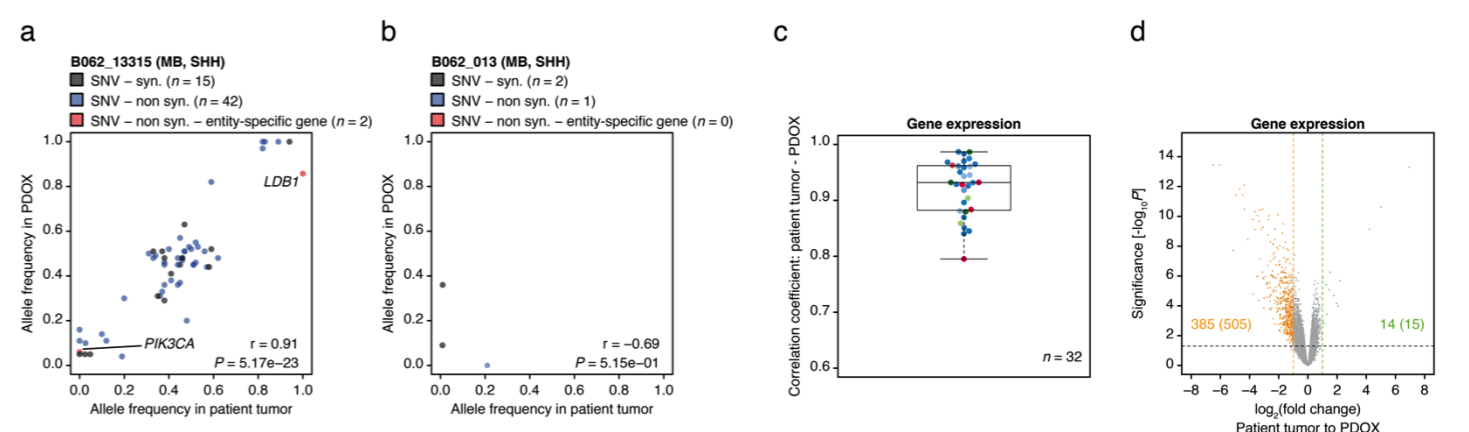 a
B062_13315 (MB, SHH)
SNV – syn. (n = 15)
SNV – non syn. (n = 42)
SNV – non syn. – entity-specific gene (n = 2)
Allele frequency in PDOX
1.0
0.8
0.6
0.4
0.2
0.0
LDB1
PIK3CA
r = 0.91
P = 5.17e–23
0.0 0.2 0.4 0.6 0.8 1.0
Allele frequency in patient tumor
b
B062_013 (MB, SHH)
SNV – syn. (n = 2)
SNV – non syn. (n = 1)
SNV – non syn. – entity-specific gene (n = 0)
Allele frequency in PDOX
1.0
0.8
0.6
0.4
0.2
0.0
r = –0.69
P = 5.15e–01
0.0 0.2 0.4 0.6 0.8 1.0
Allele frequency in patient tumor
c
Gene expression
Correlation coefficient: patient tumor - PDOX
1.0
0.9
0.8
0.7
0.6
n = 32
d
Gene expression
Significance [-log₁₀P]
14
12
10
8
6
4
2
0
385 (505)
14 (15)
–8 –6 –4 –2 0 2 4 6 8
log₂(fold change)
Patient tumor to PDOX